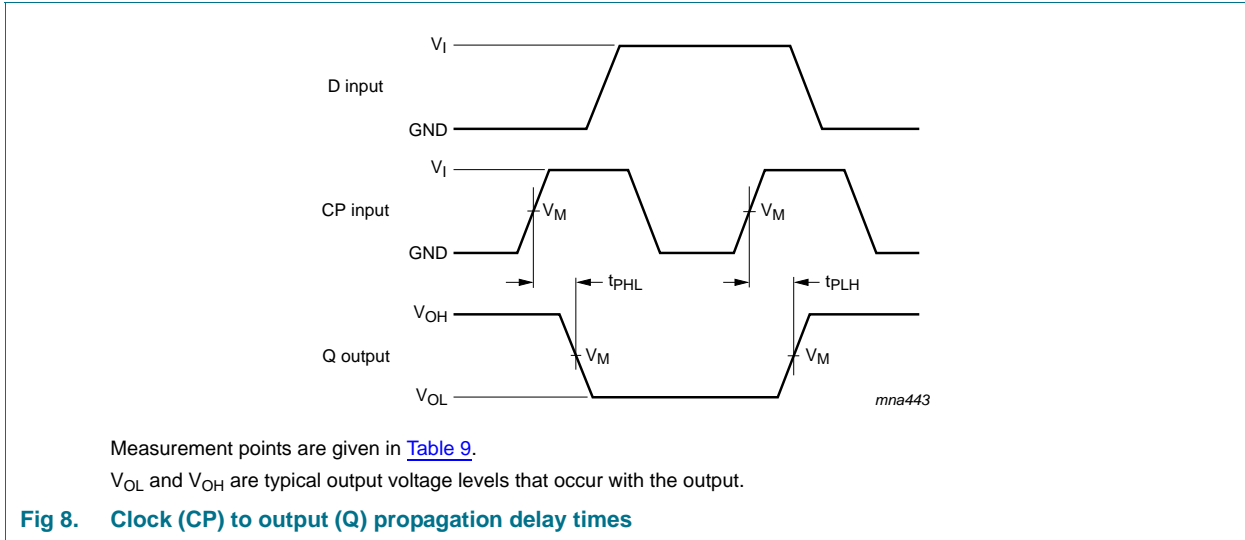 VI
D input
GND
VI
CP input
VM
VM
GND
tPHL
tPLH
VOH
Q output
VM
VM
VOL
mna443
Measurement points are given in Table 9.
VOL and VOH are typical output voltage levels that occur with the output.
Fig 8. Clock (CP) to output (Q) propagation delay times